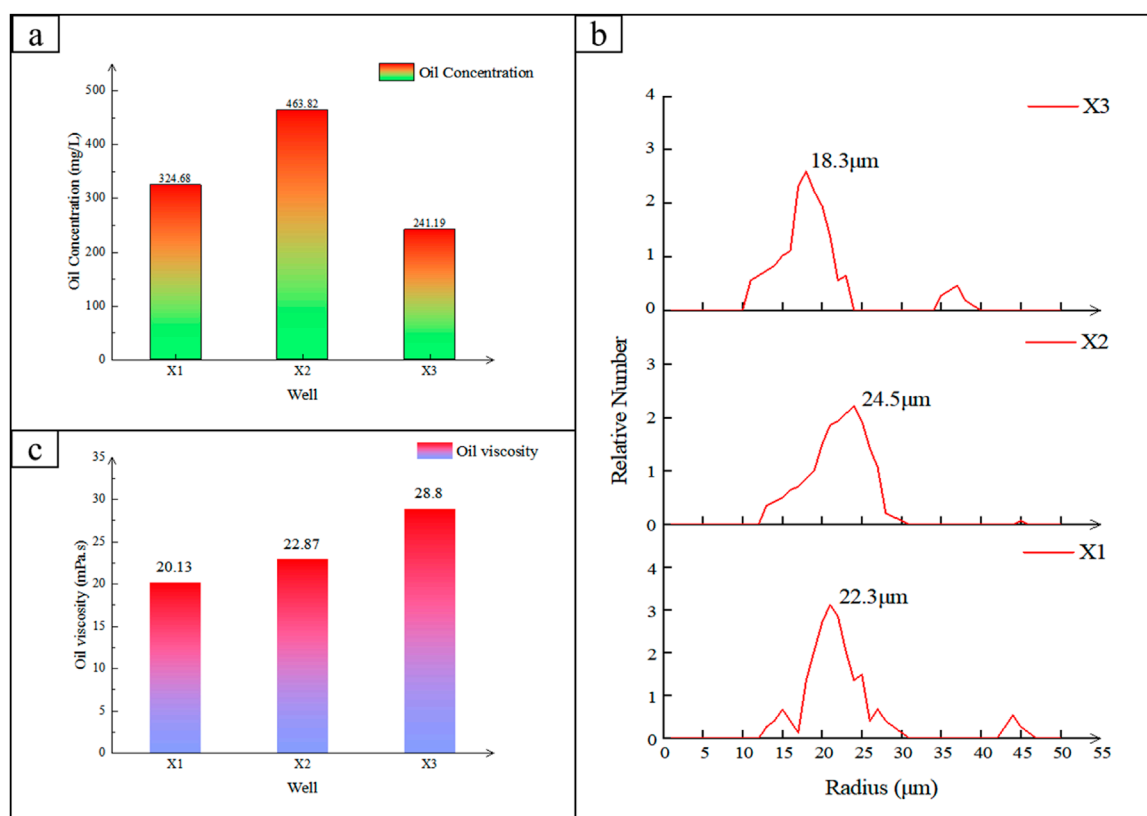 a
Oil Concentration
Oil Concentration (mg/L)
500
400
300
200
100
0
324.68
463.82
241.19
X1 X2 X3
Well
c
Oil viscosity
Oil viscosity (mPa.s)
35
30
25
20
15
10
5
0
20.13
22.87
28.8
X1 X2 X3
Well
b
Relative Number
X3
18.3μm
4
3
2
1
0
X2
24.5μm
3
2
1
0
X1
22.3μm
4
3
2
1
0
0 5 10 15 20 25 30 35 40 45 50 55
Radius (μm)